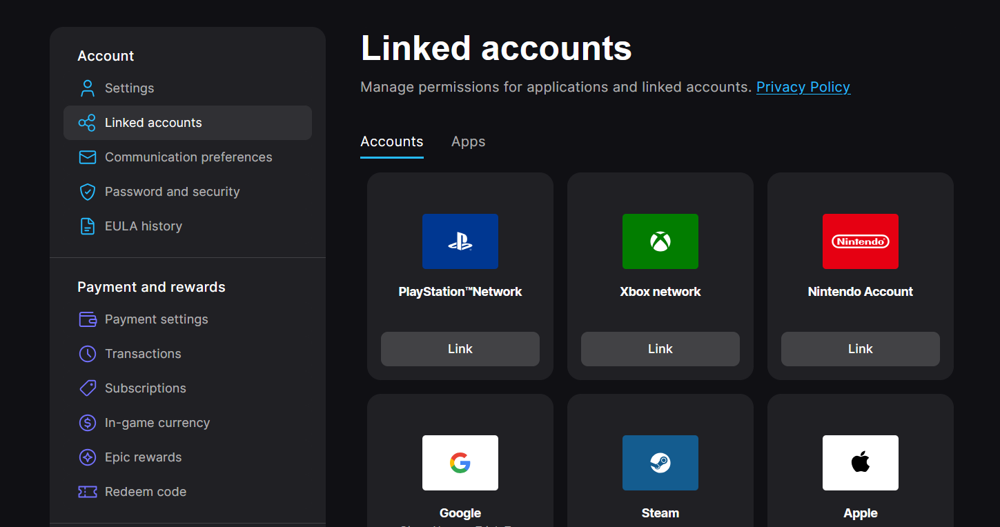 Account
Settings
Linked accounts
Communication preferences
Password and security
EULA history
Payment and rewards
Payment settings
Transactions
Subscriptions
In-game currency
Epic rewards
Redeem code
Linked accounts
Manage permissions for applications and linked accounts. Privacy Policy
Accounts Apps
Nintendo®
PlayStation™Network Xbox network Nintendo Account
Link Link Link
Google Steam Apple